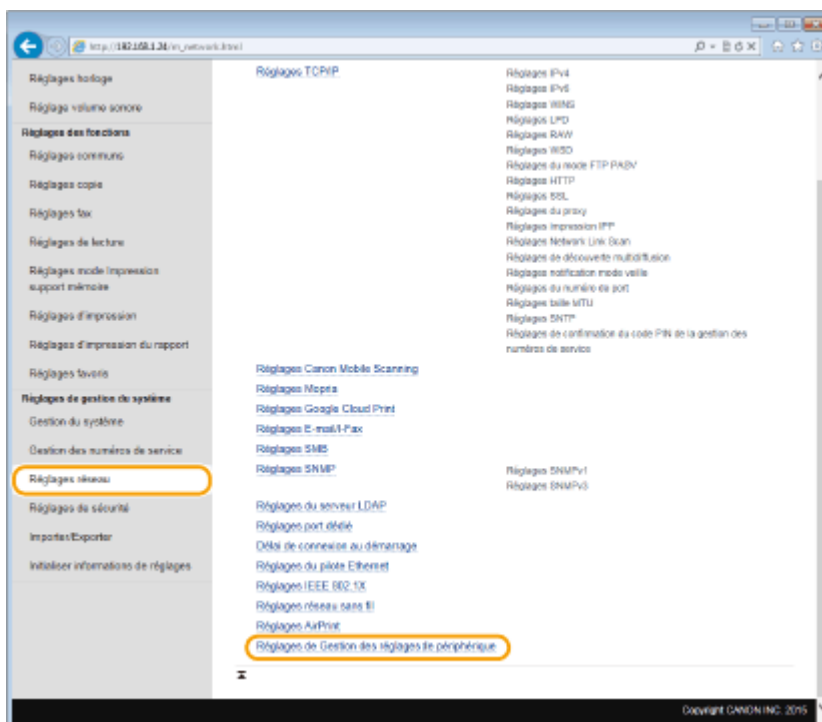 http://192.168.1.24/m_network.html
Réglages horloge
Réglage volume sonore
Réglages des fonctions
Réglages communs
Réglages copie
Réglages fax
Réglages de lecture
Réglages mode Impression
support mémoire
Réglages d'impression
Réglages d'impression du rapport
Réglages favoris
Réglages de gestion du système
Gestion du système
Gestion des numéros de service
Réglages réseau
Réglages de sécurité
Importer/Exporter
Initialiser informations de réglages
Réglages TCP/IP
Réglages IPv4
Réglages IPv6
Réglages WINS
Réglages LPD
Réglages RAW
Réglages WSD
Réglages du mode FTP PASV
Réglages HTTP
Réglages SSL
Réglages du proxy
Réglages impression IPP
Réglages Network Link Scan
Réglages de découverte multidiffusion
Réglages notification mode veille
Réglages du numéro de port
Réglages taille MTU
Réglages SNTP
Réglages de confirmation du code PIN de la gestion des
numéros de service
Réglages Canon Mobile Scanning
Réglages Mopria
Réglages Google Cloud Print
Réglages E-mail/I-Fax
Réglages SMB
Réglages SNMP
Réglages SNMPv1
Réglages SNMPv3
Réglages du serveur LDAP
Réglages port dédié
Délai de connexion au démarrage
Réglages du pilote Ethernet
Réglages IEEE 802.1X
Réglages réseau sans fil
Réglages AirPrint
Réglages de Gestion des réglages de périphérique
Copyright CANON INC. 2015